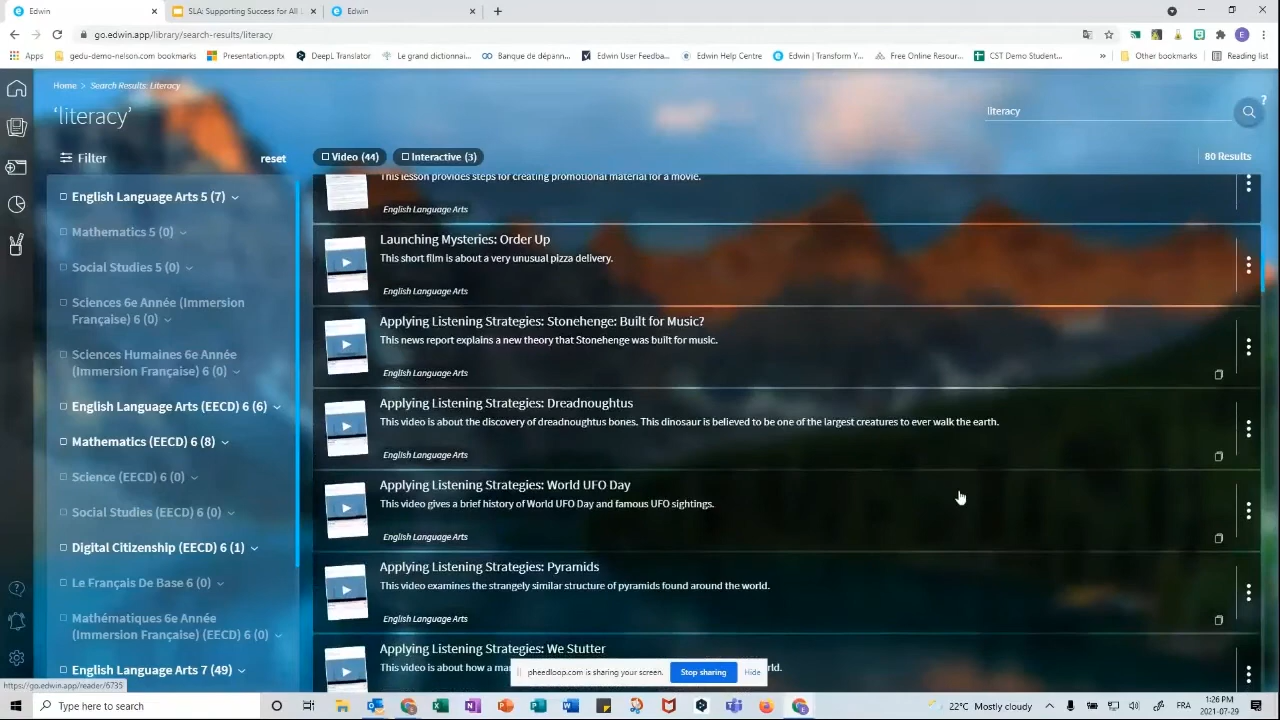 Edwin
SLA: Supporting Success for All
Edwin
go.edwin.app/library/search-results/literacy
Apps
gedu-demo-nelson.com bookmarks
Presentation.pptx
DeepL Translator
Le grand dictionnair...
Banque de dépann...
Edwin User Feedba...
Edwin Help Centre
Edwin | Transform Y...
Free Online Resour...
CST Demo Student...
»
Other bookmarks
Reading list
Home > Search Results: Literacy
?
'literacy'
literacy
Filter
reset
Video (44)
Interactive (3)
80 Results
English Language Arts 5 (7)
Mathematics 5 (0)
Social Studies 5 (0)
Sciences 6e Année (Immersion
Française) 6 (0)
Sciences Humaines 6e Année
(Immersion Française) 6 (0)
English Language Arts (EECD) 6 (6)
Mathematics (EECD) 6 (8)
Science (EECD) 6 (0)
Social Studies (EECD) 6 (0)
Digital Citizenship (EECD) 6 (1)
Le Français De Base 6 (0)
Mathématiques 6e Année
(Immersion Française) (EECD) 6 (0)
English Language Arts 7 (49)
This lesson provides steps for creating promotional material for a movie.
English Language Arts
Launching Mysteries: Order Up
This short film is about a very unusual pizza delivery.
English Language Arts
Applying Listening Strategies: Stonehenge: Built for Music?
This news report explains a new theory that Stonehenge was built for music.
English Language Arts
Applying Listening Strategies: Dreadnoughtus
This video is about the discovery of dreadnoughtus bones. This dinosaur is believed to be one of the largest creatures to ever walk the earth.
English Language Arts
Applying Listening Strategies: World UFO Day
This video gives a brief history of World UFO Day and famous UFO sightings.
English Language Arts
Applying Listening Strategies: Pyramids
This video examines the strangely similar structure of pyramids found around the world.
English Language Arts
Applying Listening Strategies: We Stutter
This video is about how a
pheedloop.com is sharing your screen.
Stop sharing
Hide
https://go.edwin.app/reader/6735
Type here to search
22°C Mostly cloudy
FRA
1:26 PM
2021-07-29